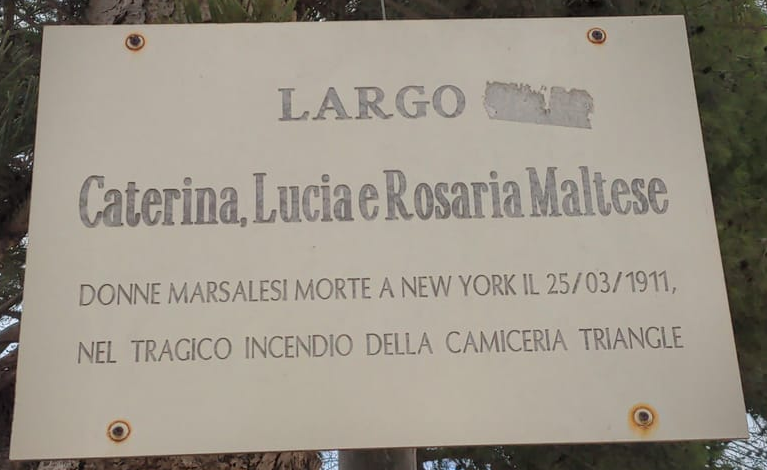 LARGO
Caterina, Lucia e Rosaria Maltese
DONNE MARSALESI MORTE A NEW YORK IL 25/03/1911,
NEL TRAGICO INCENDIO DELLA CAMICERIA TRIANGLE